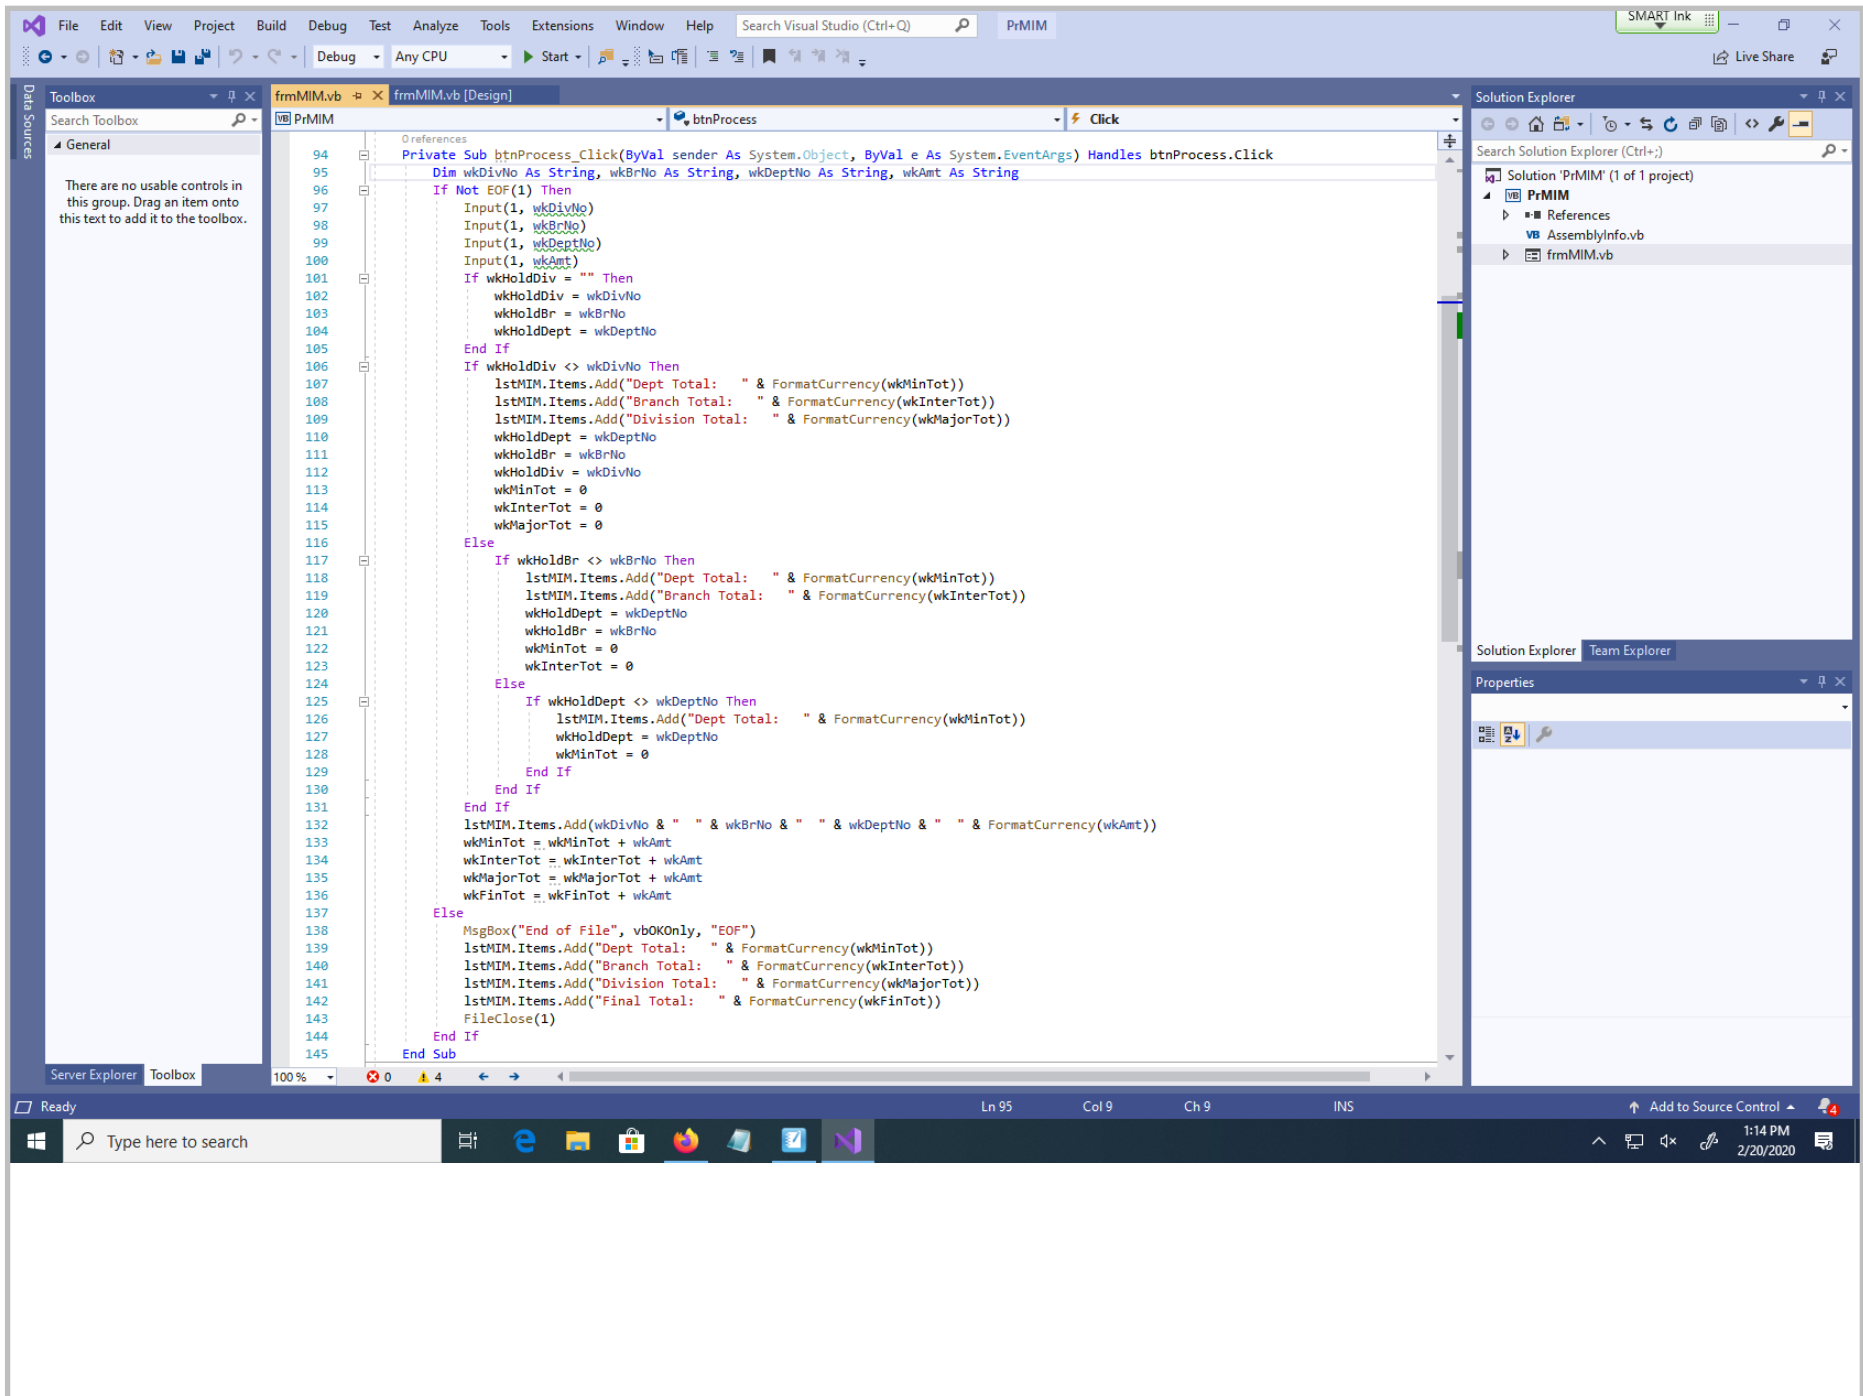 File Edit View Project Build Debug Test Analyze Tools Extensions Window Help Search Visual Studio (Ctrl+Q) PrMIM SMART Ink
Debug Any CPU Start Live Share
Data Sources
Toolbox
Search Toolbox
General
There are no usable controls in
this group. Drag an item onto
this text to add it to the toolbox.
Server Explorer Toolbox
frmMIM.vb frmMIM.vb [Design]
VB PrMIM btnProcess Click
0 references
94 Private Sub btnProcess_Click(ByVal sender As System.Object, ByVal e As System.EventArgs) Handles btnProcess.Click
95 Dim wkDivNo As String, wkBrNo As String, wkDeptNo As String, wkAmt As String
96 If Not EOF(1) Then
97 Input(1, wkDivNo)
98 Input(1, wkBrNo)
99 Input(1, wkDeptNo)
100 Input(1, wkAmt)
101 If wkHoldDiv = "" Then
102 wkHoldDiv = wkDivNo
103 wkHoldBr = wkBrNo
104 wkHoldDept = wkDeptNo
105 End If
106 If wkHoldDiv <> wkDivNo Then
107 lstMIM.Items.Add("Dept Total:   " & FormatCurrency(wkMinTot))
108 lstMIM.Items.Add("Branch Total:   " & FormatCurrency(wkInterTot))
109 lstMIM.Items.Add("Division Total:   " & FormatCurrency(wkMajorTot))
110 wkHoldDept = wkDeptNo
111 wkHoldBr = wkBrNo
112 wkHoldDiv = wkDivNo
113 wkMinTot = 0
114 wkInterTot = 0
115 wkMajorTot = 0
116 Else
117 If wkHoldBr <> wkBrNo Then
118 lstMIM.Items.Add("Dept Total:   " & FormatCurrency(wkMinTot))
119 lstMIM.Items.Add("Branch Total:   " & FormatCurrency(wkInterTot))
120 wkHoldDept = wkDeptNo
121 wkHoldBr = wkBrNo
122 wkMinTot = 0
123 wkInterTot = 0
124 Else
125 If wkHoldDept <> wkDeptNo Then
126 lstMIM.Items.Add("Dept Total:   " & FormatCurrency(wkMinTot))
127 wkHoldDept = wkDeptNo
128 wkMinTot = 0
129 End If
130 End If
131 End If
132 lstMIM.Items.Add(wkDivNo & "  " & wkBrNo & "  " & wkDeptNo & "  " & FormatCurrency(wkAmt))
133 wkMinTot = wkMinTot + wkAmt
134 wkInterTot = wkInterTot + wkAmt
135 wkMajorTot = wkMajorTot + wkAmt
136 wkFinTot = wkFinTot + wkAmt
137 Else
138 MsgBox("End of File", vbOKOnly, "EOF")
139 lstMIM.Items.Add("Dept Total:   " & FormatCurrency(wkMinTot))
140 lstMIM.Items.Add("Branch Total:   " & FormatCurrency(wkInterTot))
141 lstMIM.Items.Add("Division Total:   " & FormatCurrency(wkMajorTot))
142 lstMIM.Items.Add("Final Total:   " & FormatCurrency(wkFinTot))
143 FileClose(1)
144 End If
145 End Sub
100 % 0 4
Solution Explorer
Search Solution Explorer (Ctrl+;)
Solution 'PrMIM' (1 of 1 project)
VB PrMIM
References
VB AssemblyInfo.vb
frmMIM.vb
Solution Explorer Team Explorer
Properties
Ready Ln 95 Col 9 Ch 9 INS Add to Source Control 4
Type here to search
1:14 PM
2/20/2020